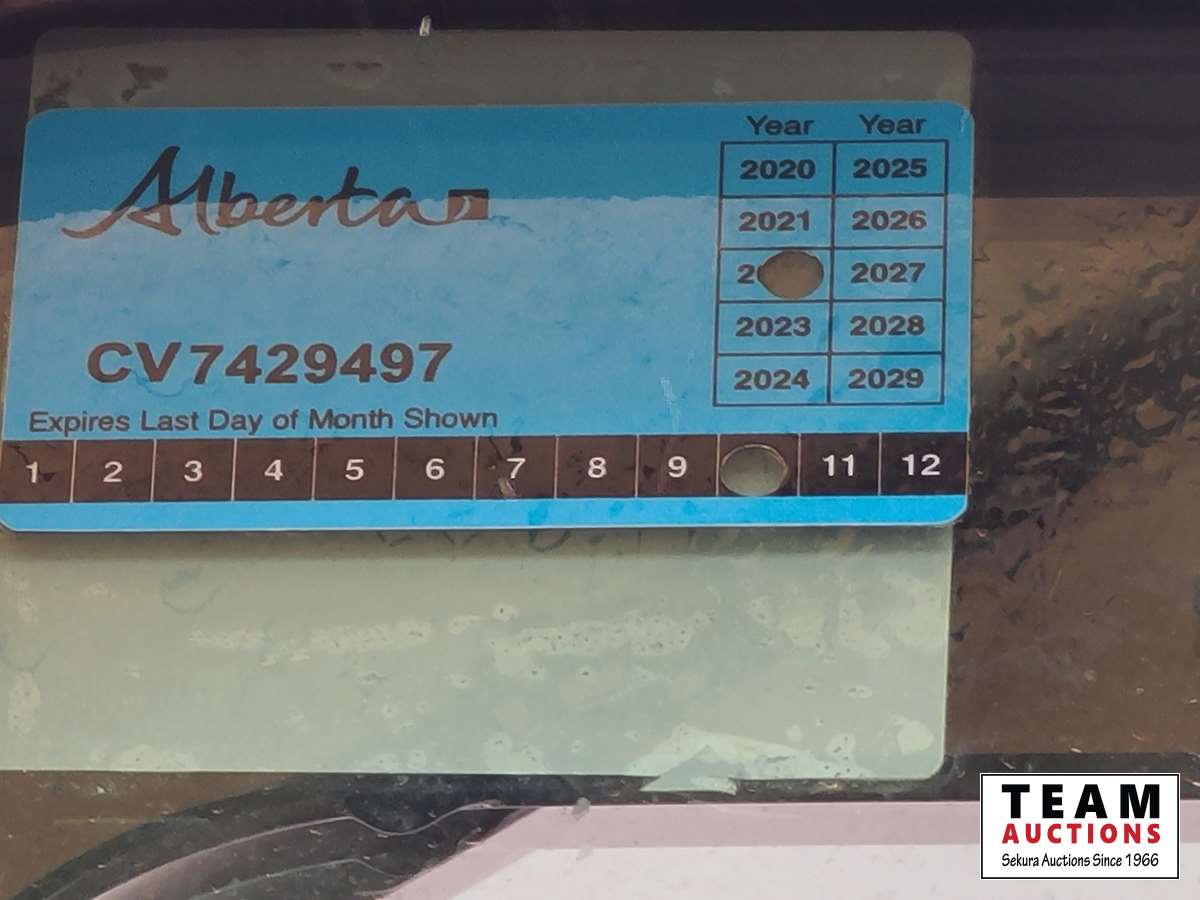 Alberta
Year Year
2020 2025
2021 2026
2027
2023 2028
2024 2029
CV7429497
Expires Last Day of Month Shown
1 2 3 4 5 6 7 8 9 11 12
TEAM
AUCTIONS
Sekura Auctions Since 1966